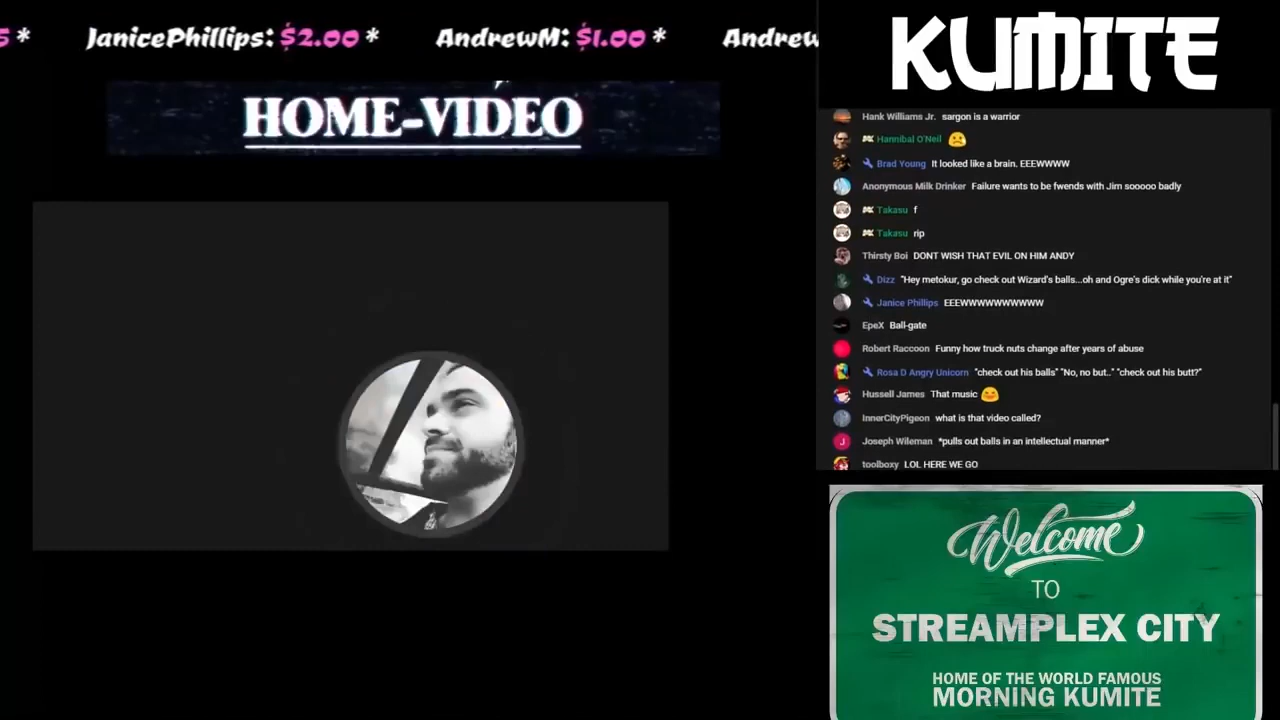 5 * JanicePhillips: $2.00 * AndrewM: $1.00 * Andrew
HOME-VIDEO
KUMITE
Hank Williams Jr. sargon is a warrior
Hannibal O'Neil
Brad Young It looked like a brain. EEEWWWW
Anonymous Milk Drinker Failure wants to be fwends with Jim sooooo badly
Takasu f
Takasu rip
Thirsty Boi DONT WISH THAT EVIL ON HIM ANDY
Dizz "Hey metokur, go check out Wizard's balls...oh and Ogre's dick while you're at it"
Janice Phillips EEEWWWWWWWWWW
EpeX Ball-gate
Robert Raccoon Funny how truck nuts change after years of abuse
Rosa D Angry Unicorn "check out his balls" "No, no but.." "check out his butt?"
Hussell James That music
InnerCityPigeon what is that video called?
J Joseph Wileman *pulls out balls in an intellectual manner*
toolboxy LOL HERE WE GO
Welcome
TO
STREAMPLEX CITY
HOME OF THE WORLD FAMOUS
MORNING KUMITE